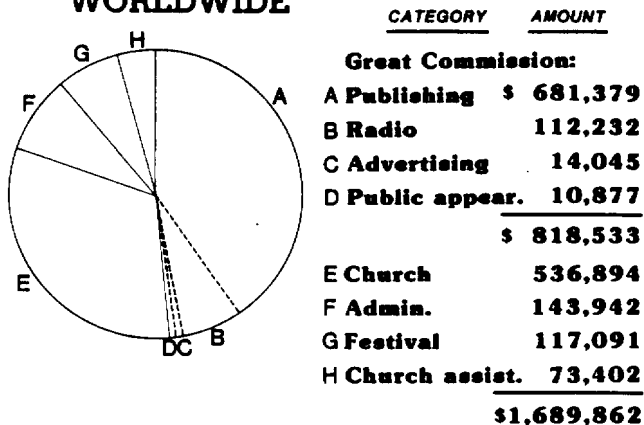 WORLDWIDE
CATEGORY AMOUNT
Great Commission:
A Publishing $ 681,379
B Radio 112,232
C Advertising 14,045
D Public appear. 10,877
$ 818,533
E Church 536,894
F Admin. 143,942
G Festival 117,091
H Church assist. 73,402
$1,689,862
H
G
A
F
E
B
DC